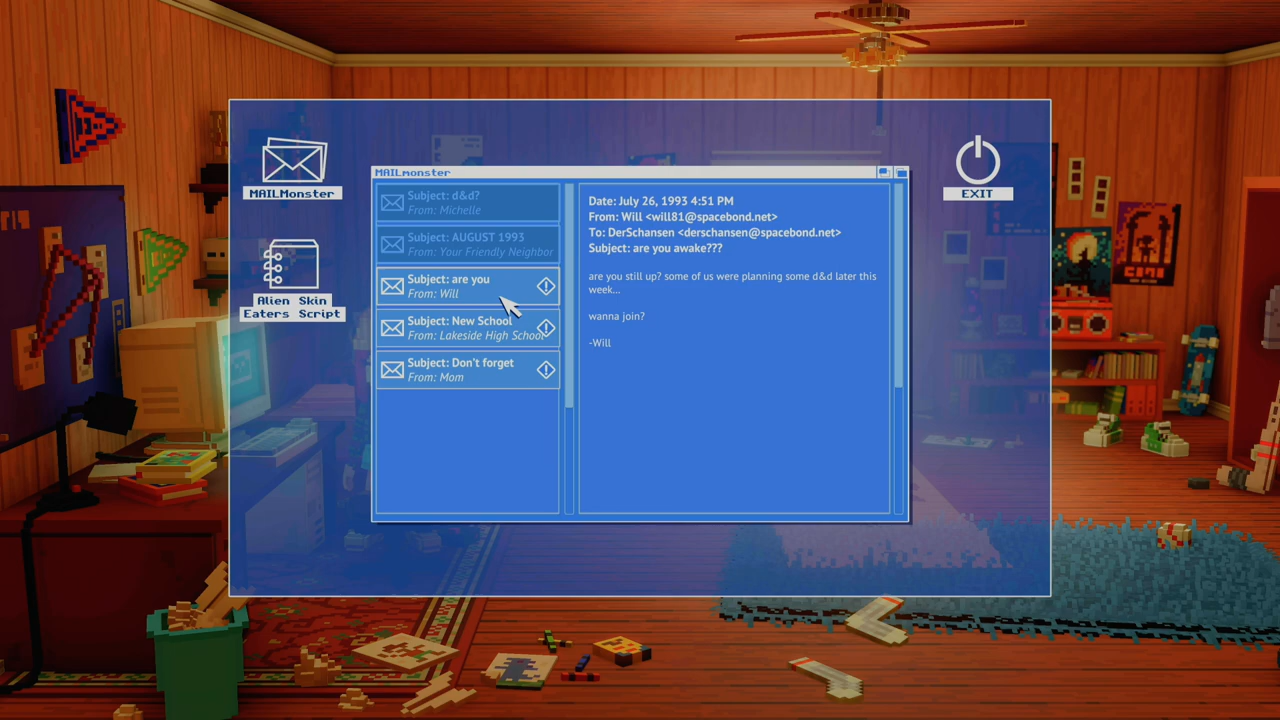 MAILMonster
Alien Skin
Eaters Script
EXIT
MAILmonster
Subject: d&d?
From: Michelle
Subject: AUGUST 1993
From: Your Friendly Neighbor
Subject: are you
From: Will
Subject: New School
From: Lakeside High School
Subject: Don't forget
From: Mom
Date: July 26, 1993 4:51 PM
From: Will <will81@spacebond.net>
To: DerSchansen <derschansen@spacebond.net>
Subject: are you awake???
are you still up? some of us were planning some d&d later this
week...
wanna join?
-Will